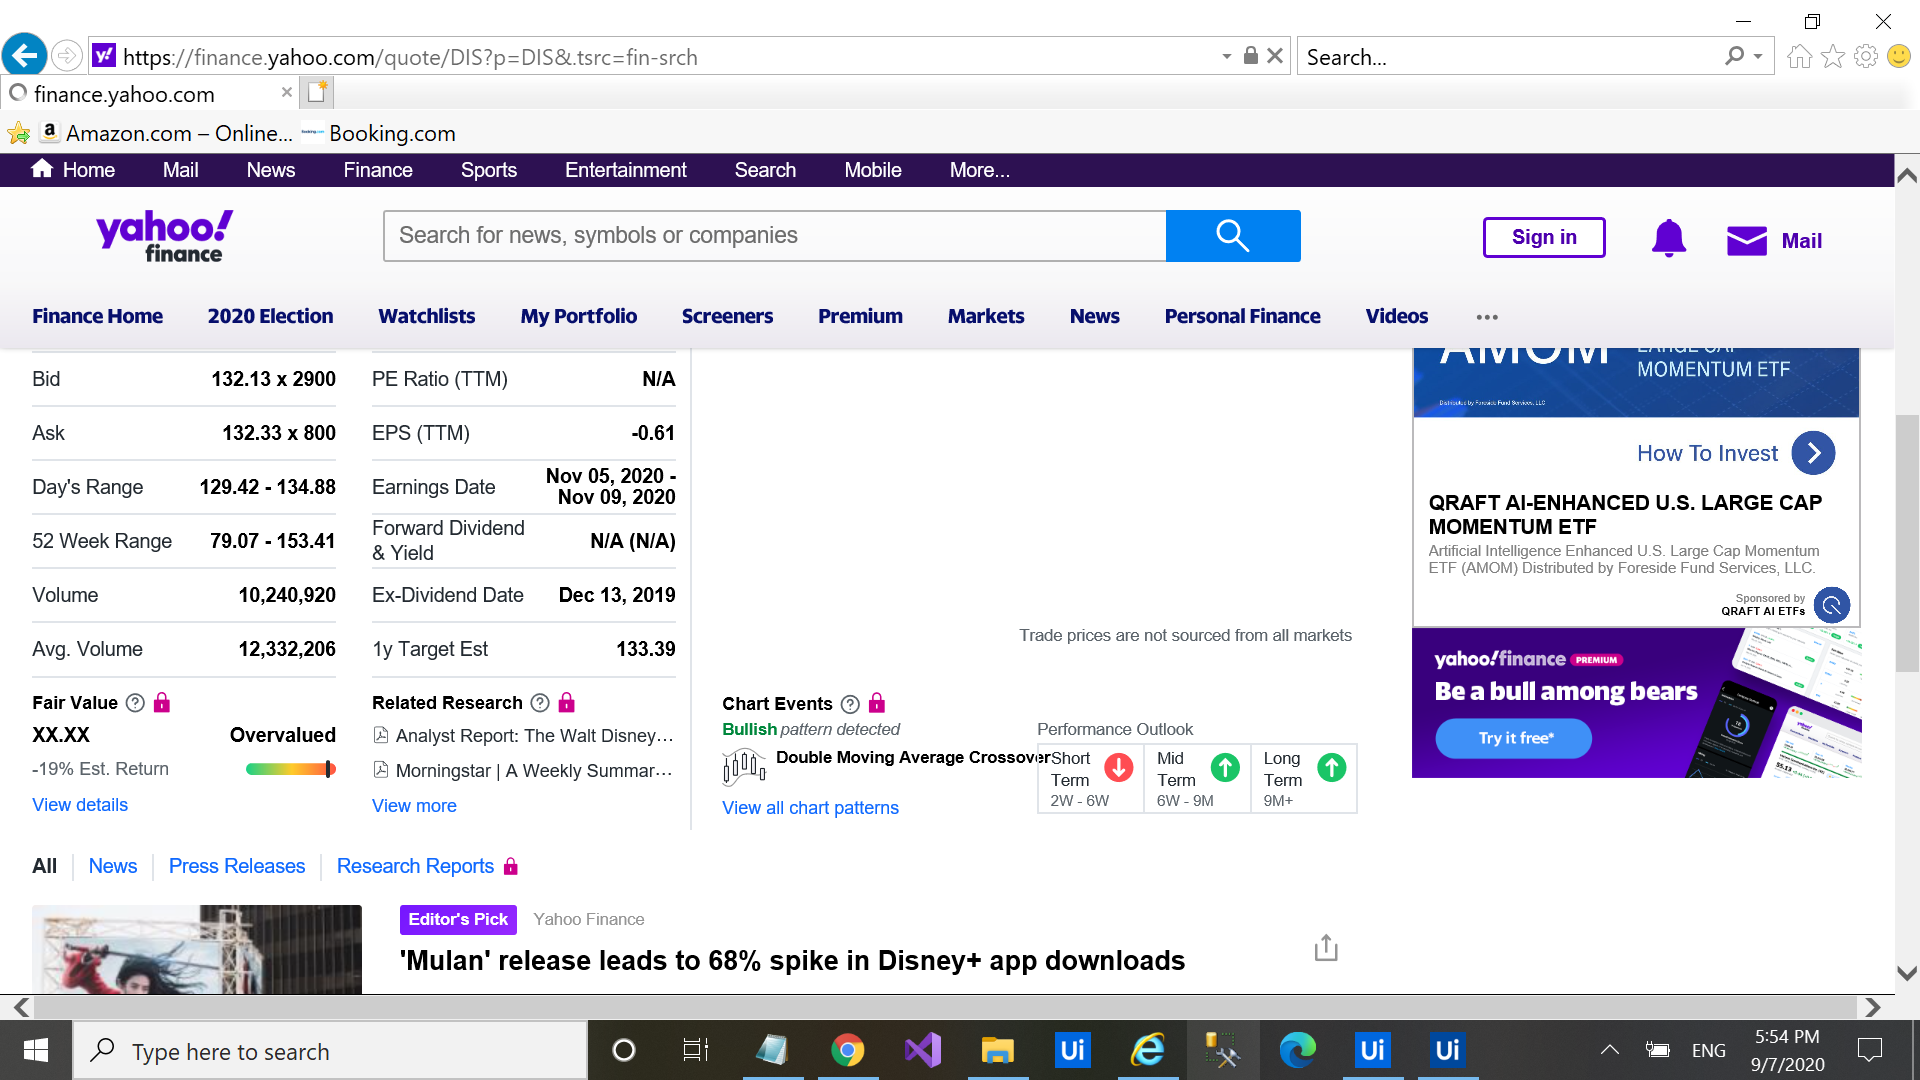 https://finance.yahoo.com/quote/DIS?p=DIS&.tsrc=fin-srch
Search...
finance.yahoo.com
Amazon.com – Online...
Booking.com
Home
Mail
News
Finance
Sports
Entertainment
Search
Mobile
More...
yahoo!
finance
Search for news, symbols or companies
Sign in
Mail
Finance Home
2020 Election
Watchlists
My Portfolio
Screeners
Premium
Markets
News
Personal Finance
Videos
Bid 132.13 x 2900
Ask 132.33 x 800
Day's Range 129.42 - 134.88
52 Week Range 79.07 - 153.41
Volume 10,240,920
Avg. Volume 12,332,206
PE Ratio (TTM) N/A
EPS (TTM) -0.61
Earnings Date Nov 05, 2020 -
Nov 09, 2020
Forward Dividend
& Yield N/A (N/A)
Ex-Dividend Date Dec 13, 2019
1y Target Est 133.39
Fair Value
XX.XX Overvalued
-19% Est. Return
View details
Related Research
Analyst Report: The Walt Disney...
Morningstar | A Weekly Summar...
View more
Trade prices are not sourced from all markets
Chart Events
Bullish pattern detected
Double Moving Average Crossover
View all chart patterns
Performance Outlook
Short
Term
2W - 6W
Mid
Term
6W - 9M
Long
Term
9M+
AMOM
LARGE CAP
MOMENTUM ETF
Distributed by Foreside Fund Services, LLC
How To Invest
QRAFT AI-ENHANCED U.S. LARGE CAP
MOMENTUM ETF
Artificial Intelligence Enhanced U.S. Large Cap Momentum
ETF (AMOM) Distributed by Foreside Fund Services, LLC.
Sponsored by
QRAFT AI ETFs
yahoo!finance PREMIUM
Be a bull among bears
Try it free*
All
News
Press Releases
Research Reports
Editor's Pick
Yahoo Finance
'Mulan' release leads to 68% spike in Disney+ app downloads
Type here to search
Ui
Ui
Ui
ENG
5:54 PM
9/7/2020